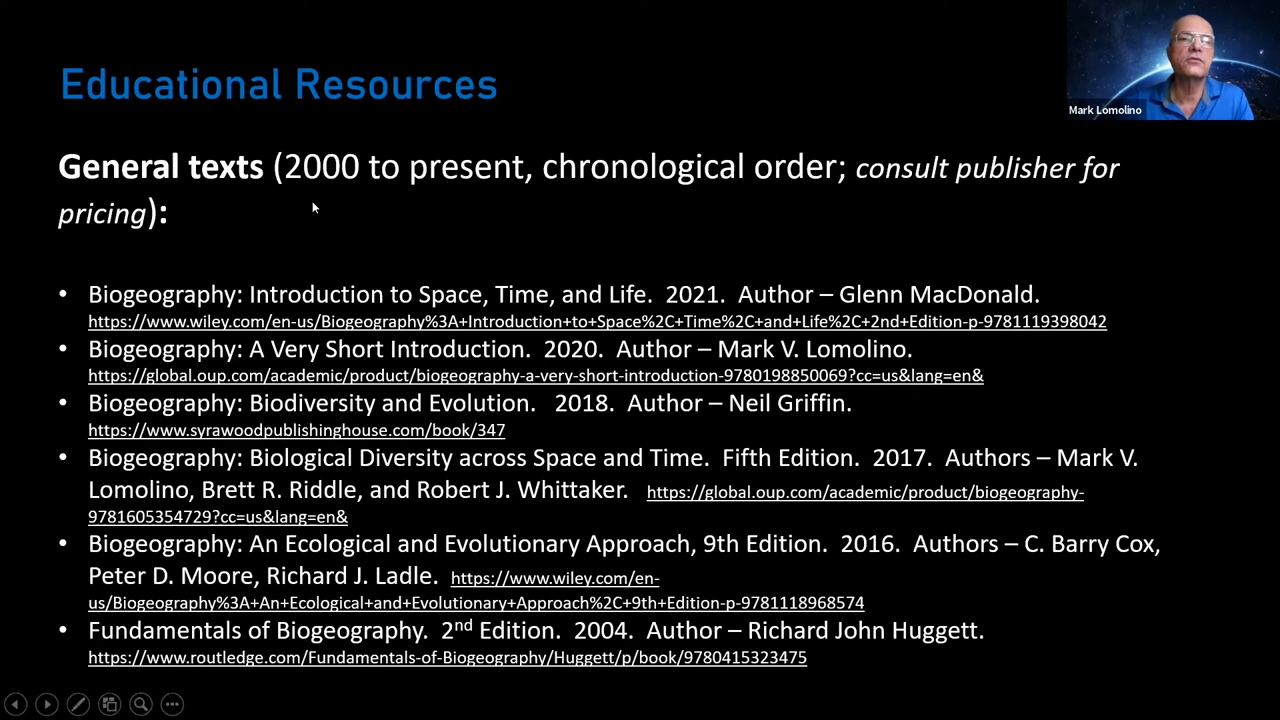 Educational Resources
Mark Lomolino
General texts (2000 to present, chronological order; consult publisher for
pricing):
• Biogeography: Introduction to Space, Time, and Life. 2021. Author – Glenn MacDonald.
https://www.wiley.com/en-us/Biogeography%3A+Introduction+to+Space%2C+Time%2C+and+Life%2C+2nd+Edition-p-9781119398042
• Biogeography: A Very Short Introduction. 2020. Author – Mark V. Lomolino.
https://global.oup.com/academic/product/biogeography-a-very-short-introduction-9780198850069?cc=us&lang=en&
• Biogeography: Biodiversity and Evolution. 2018. Author – Neil Griffin.
https://www.syrawoodpublishinghouse.com/book/347
• Biogeography: Biological Diversity across Space and Time. Fifth Edition. 2017. Authors – Mark V.
Lomolino, Brett R. Riddle, and Robert J. Whittaker. https://global.oup.com/academic/product/biogeography-
9781605354729?cc=us&lang=en&
• Biogeography: An Ecological and Evolutionary Approach, 9th Edition. 2016. Authors – C. Barry Cox,
Peter D. Moore, Richard J. Ladle. https://www.wiley.com/en-
us/Biogeography%3A+An+Ecological+and+Evolutionary+Approach%2C+9th+Edition-p-9781118968574
• Fundamentals of Biogeography. 2nd Edition. 2004. Author – Richard John Huggett.
https://www.routledge.com/Fundamentals-of-Biogeography/Huggett/p/book/9780415323475